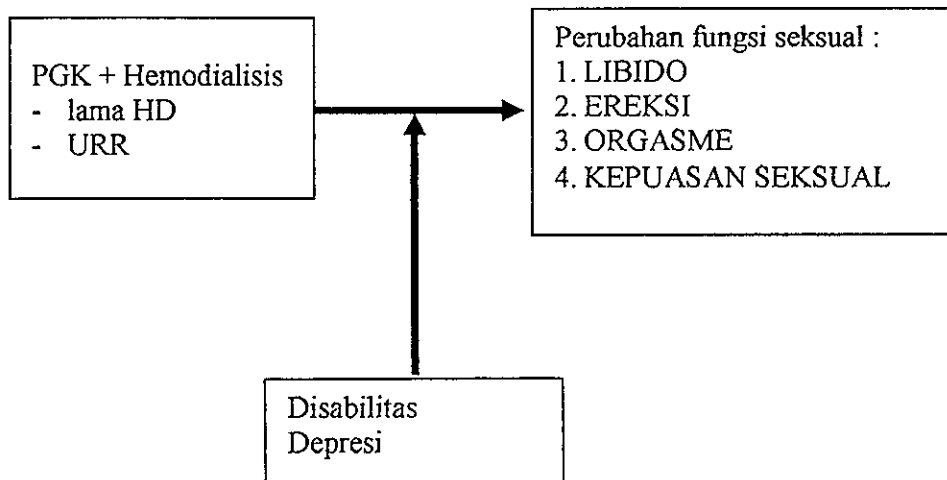 PGK + Hemodialisis
- lama HD
- URR
Perubahan fungsi seksual :
1. LIBIDO
2. EREKSI
3. ORGASME
4. KEPUASAN SEKSUAL
Disabilitas
Depresi